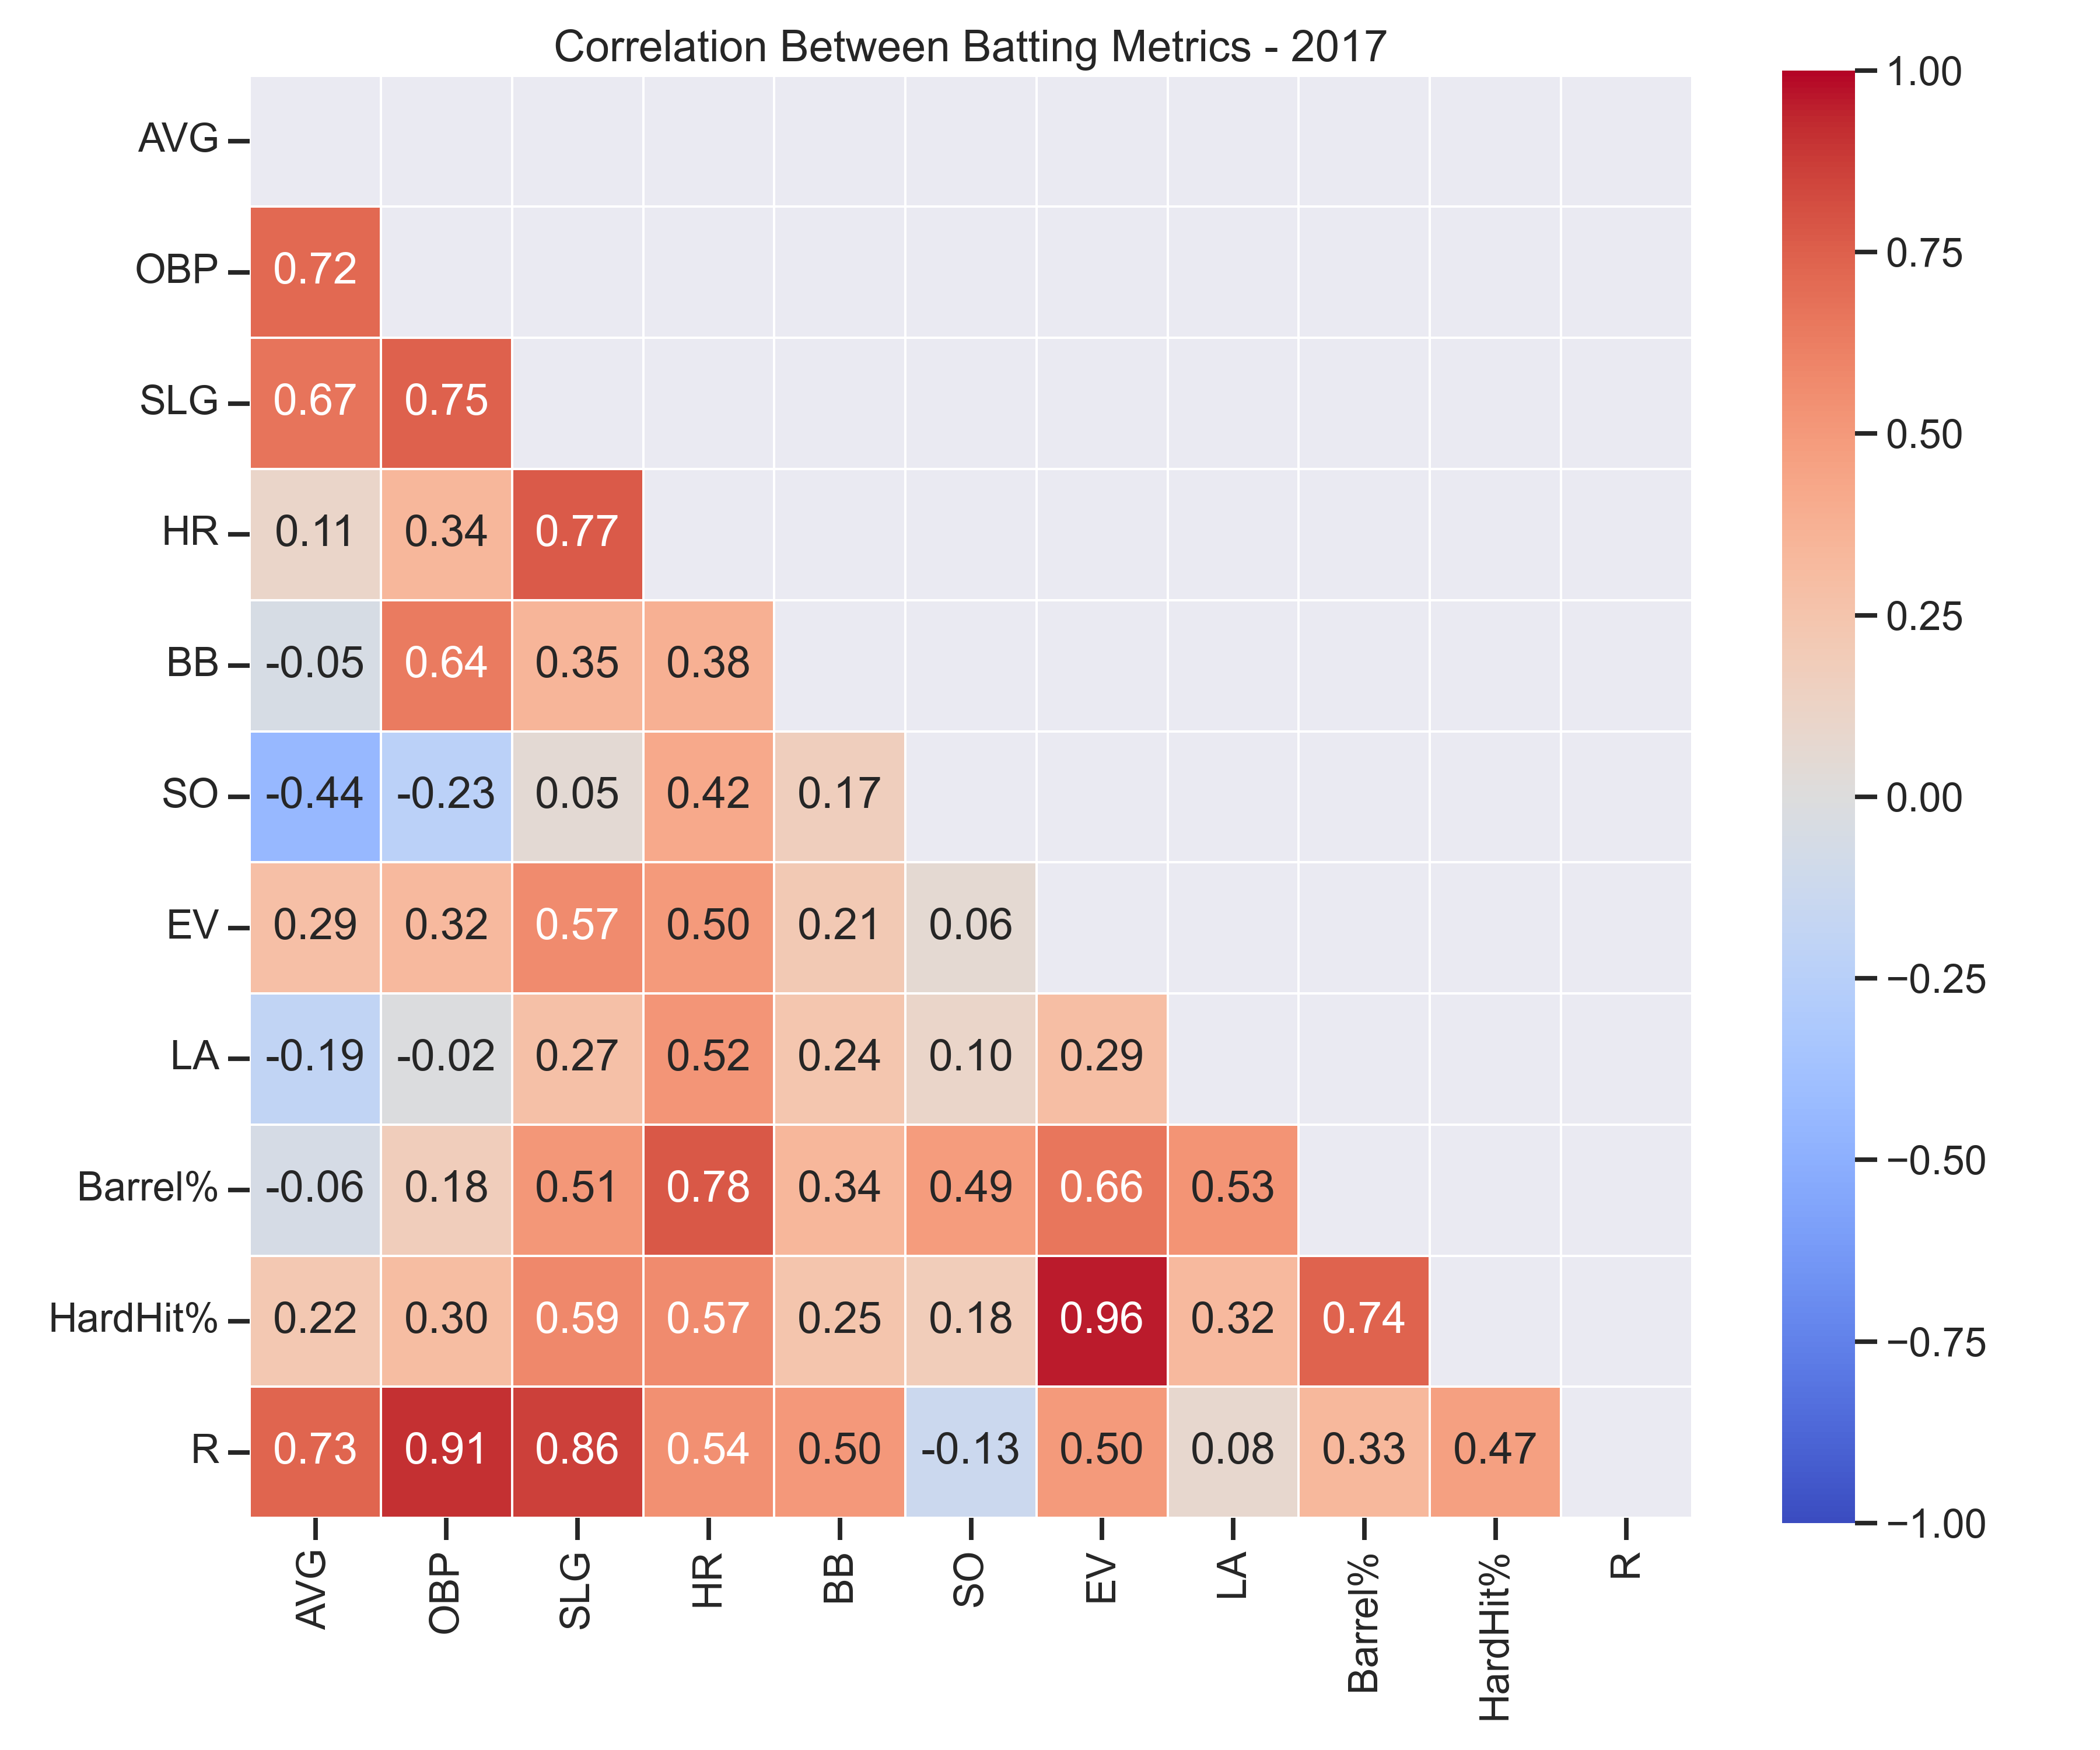 Correlation Between Batting Metrics - 2017
1.00
AVG
OBP 0.72 0.75
SLG 0.67 0.75
0.50
HR 0.11 0.34 0.77
0.25
BB -0.05 0.64 0.35 0.38
SO -0.44 -0.23 0.05 0.42 0.17 0.00
EV 0.29 0.32 0.57 0.50 0.21 0.06
−0.25
LA -0.19 -0.02 0.27 0.52 0.24 0.10 0.29
−0.50
Barrel% -0.06 0.18 0.51 0.78 0.34 0.49 0.66 0.53
HardHit% 0.22 0.30 0.59 0.57 0.25 0.18 0.96 0.32 0.74
−0.75
R 0.73 0.91 0.86 0.54 0.50 -0.13 0.50 0.08 0.33 0.47
−1.00
AVG OBP SLG HR BB SO EV LA Barrel% HardHit% R